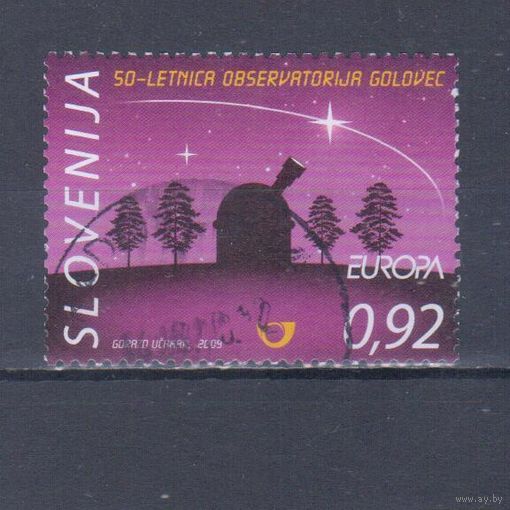 50-LETNICA OBSERVATORIJA GOLOVEC
SLOVENIJA
EUROPA
0,92
2009
www.ay.by